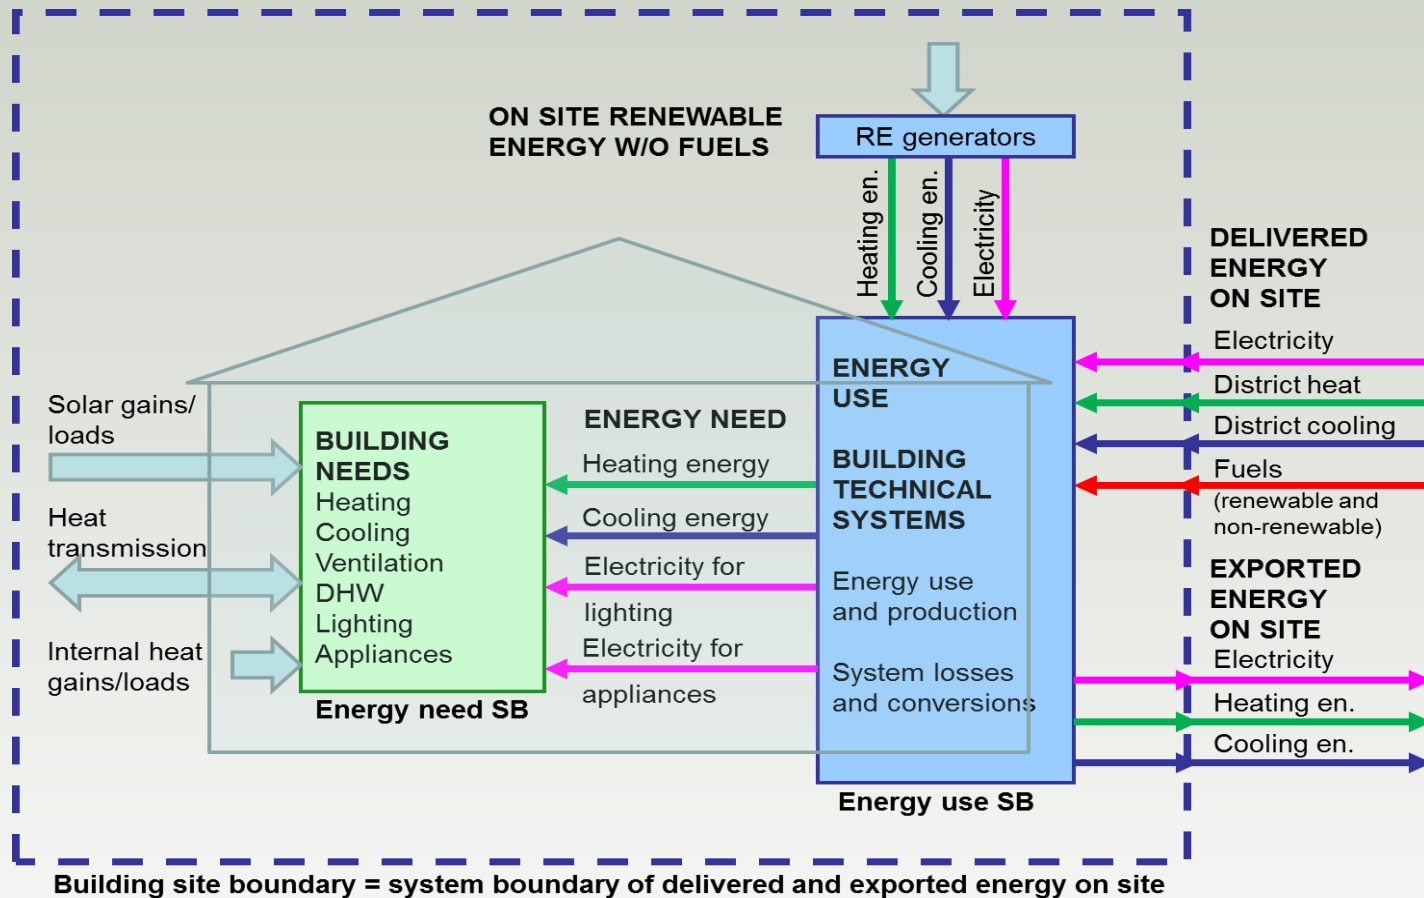 ON SITE RENEWABLE
ENERGY W/O FUELS
RE generators
Heating en.
Cooling en.
Electricity
DELIVERED
ENERGY
ON SITE
Electricity
District heat
District cooling
Fuels
(renewable and
non-renewable)
EXPORTED
ENERGY
ON SITE
Electricity
Heating en.
Cooling en.
ENERGY
USE
BUILDING
TECHNICAL
SYSTEMS
Energy use
and production
System losses
and conversions
Energy use SB
ENERGY NEED
Heating energy
Cooling energy
Electricity for
lighting
Electricity for
appliances
BUILDING
NEEDS
Heating
Cooling
Ventilation
DHW
Lighting
Appliances
Energy need SB
Solar gains/
loads
Heat
transmission
Internal heat
gains/loads
Building site boundary = system boundary of delivered and exported energy on site